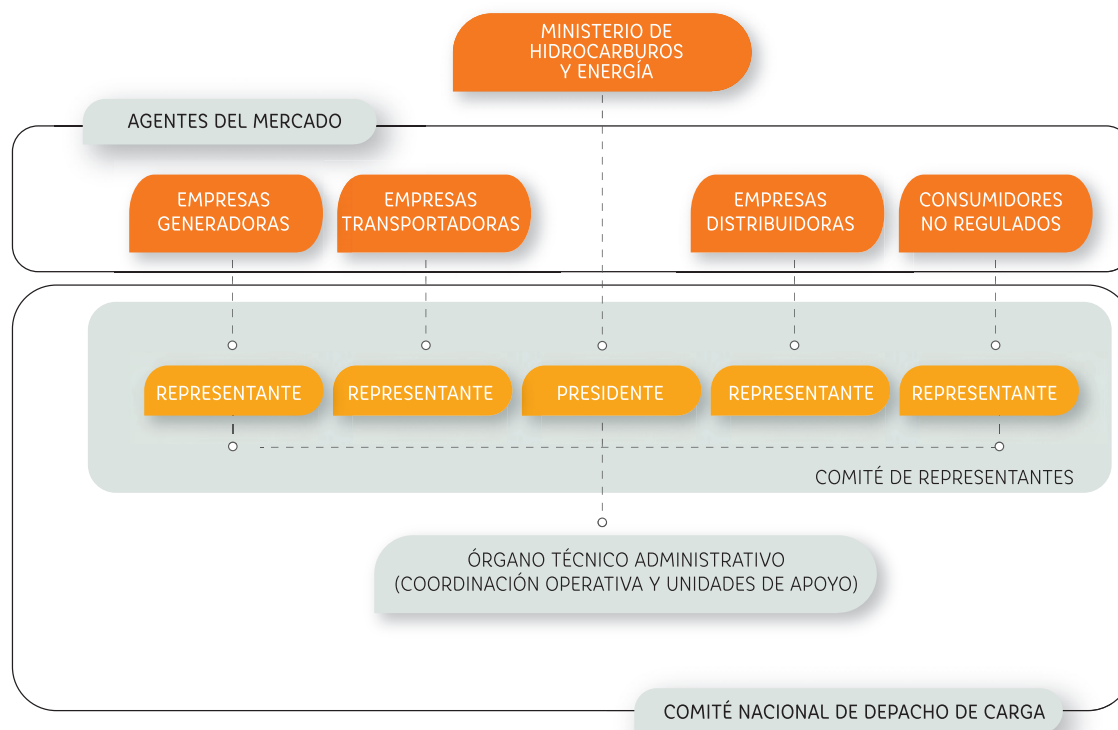 MINISTERIO DE
HIDROCARBUROS
Y ENERGÍA
AGENTES DEL MERCADO
EMPRESAS
GENERADORAS
EMPRESAS
TRANSPORTADORAS
EMPRESAS
DISTRIBUIDORAS
CONSUMIDORES
NO REGULADOS
REPRESENTANTE
REPRESENTANTE
PRESIDENTE
REPRESENTANTE
REPRESENTANTE
COMITÉ DE REPRESENTANTES
ÓRGANO TÉCNICO ADMINISTRATIVO
(COORDINACIÓN OPERATIVA Y UNIDADES DE APOYO)
COMITÉ NACIONAL DE DEPACHO DE CARGA